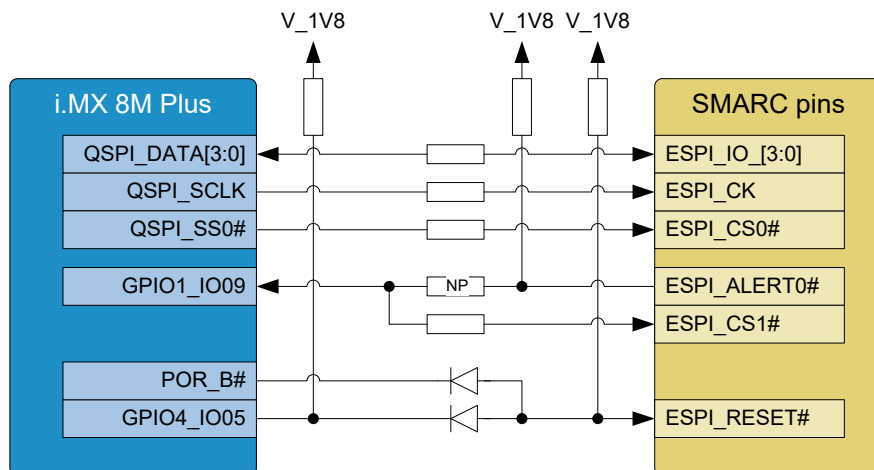 V_1V8 V_1V8 V_1V8
i.MX 8M Plus SMARC pins
QSPI_DATA[3:0] ESPI_IO_[3:0]
QSPI_SCLK ESPI_CK
QSPI_SS0# ESPI_CS0#
GPIO1_IO09 NP ESPI_ALERT0#
ESPI_CS1#
POR_B#
GPIO4_IO05 ESPI_RESET#